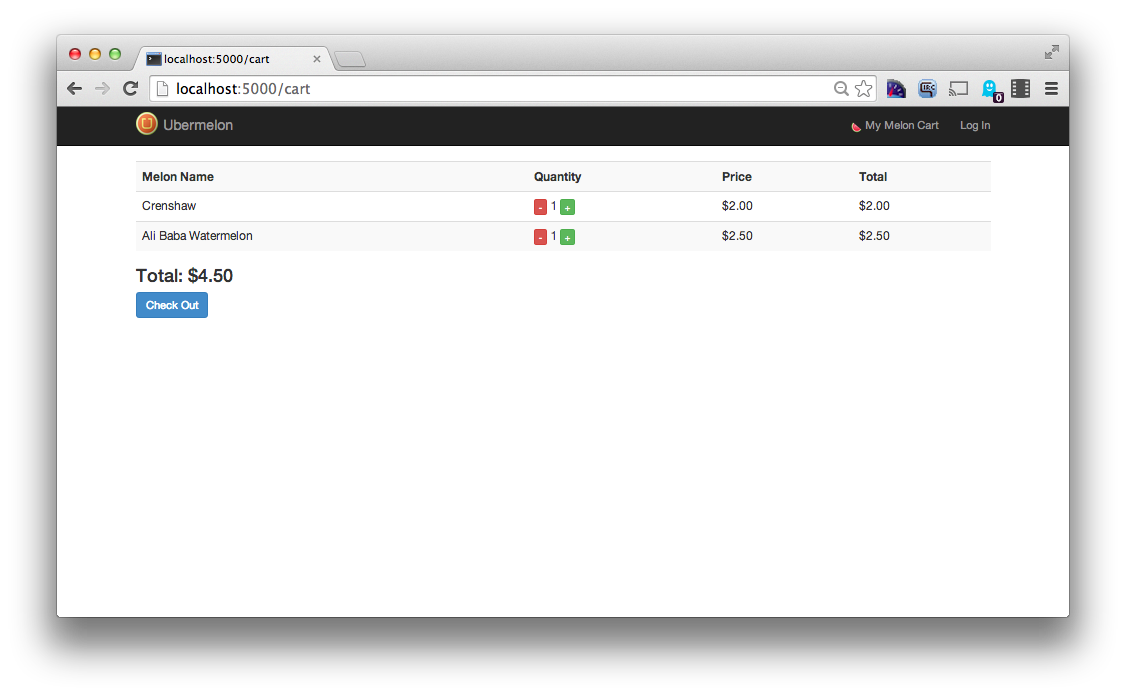 localhost:5000/cart
localhost:5000/cart
0
Ubermelon My Melon Cart Log In
Melon Name Quantity Price Total
Crenshaw - 1 + $2.00 $2.00
Ali Baba Watermelon - 1 + $2.50 $2.50
Total: $4.50
Check Out